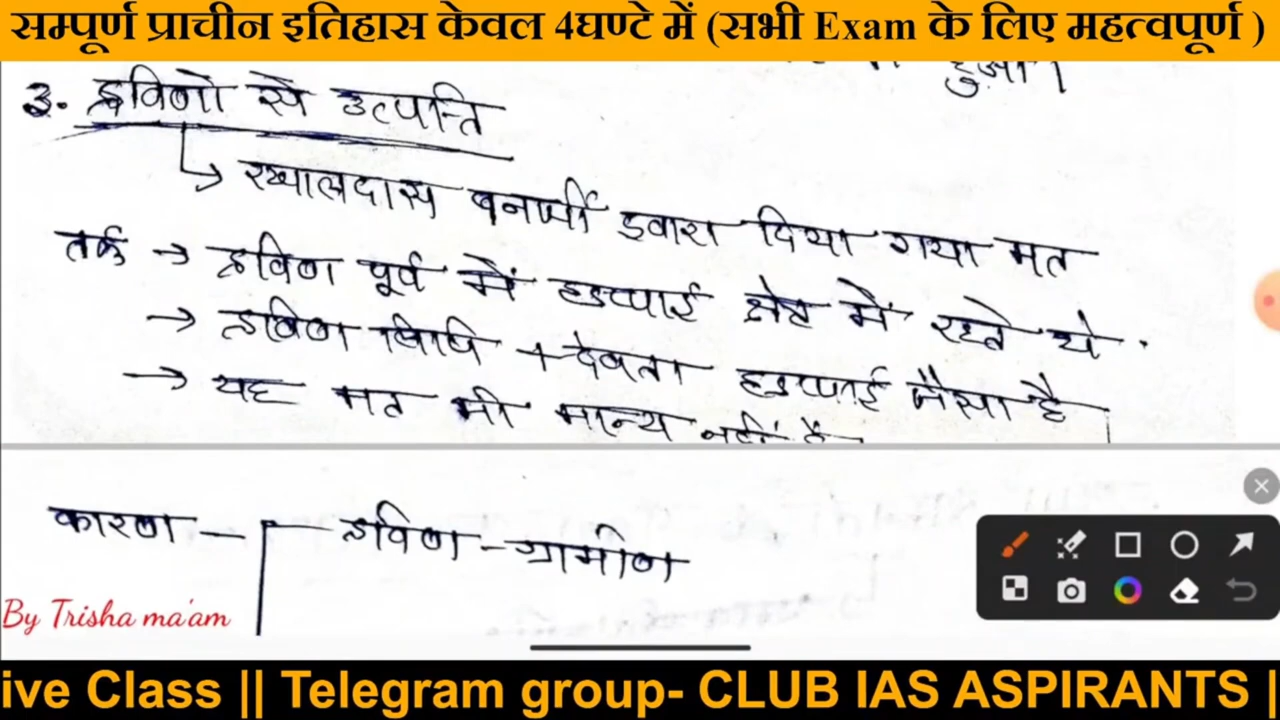 सम्पूर्ण प्राचीन इतिहास केवल 4घण्टे में (सभी Exam के लिए महत्वपूर्ण )
हुआ।
3. द्रविणो से उत्पत्ति
↳ रखालदास बनर्जी द्वारा दिया गया मत
तर्क → द्रविण पूर्व में हडप्पाई क्षेत्र में रहते थे.
→ द्रविण लिपि + देवता हडप्पाई जैसा है
→ यह मत भी मान्य नहीं है
कारण - द्रविण - ग्रामीण
By Trisha ma'am
ive Class || Telegram group- CLUB IAS ASPIRANTS |